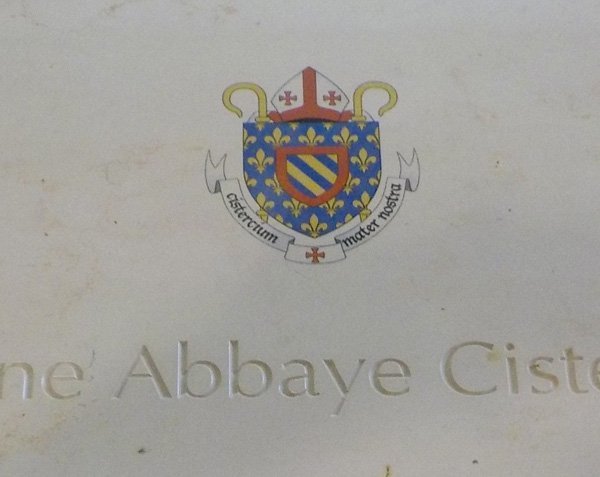 cistercium mater nostra
ne Abbaye Ciste